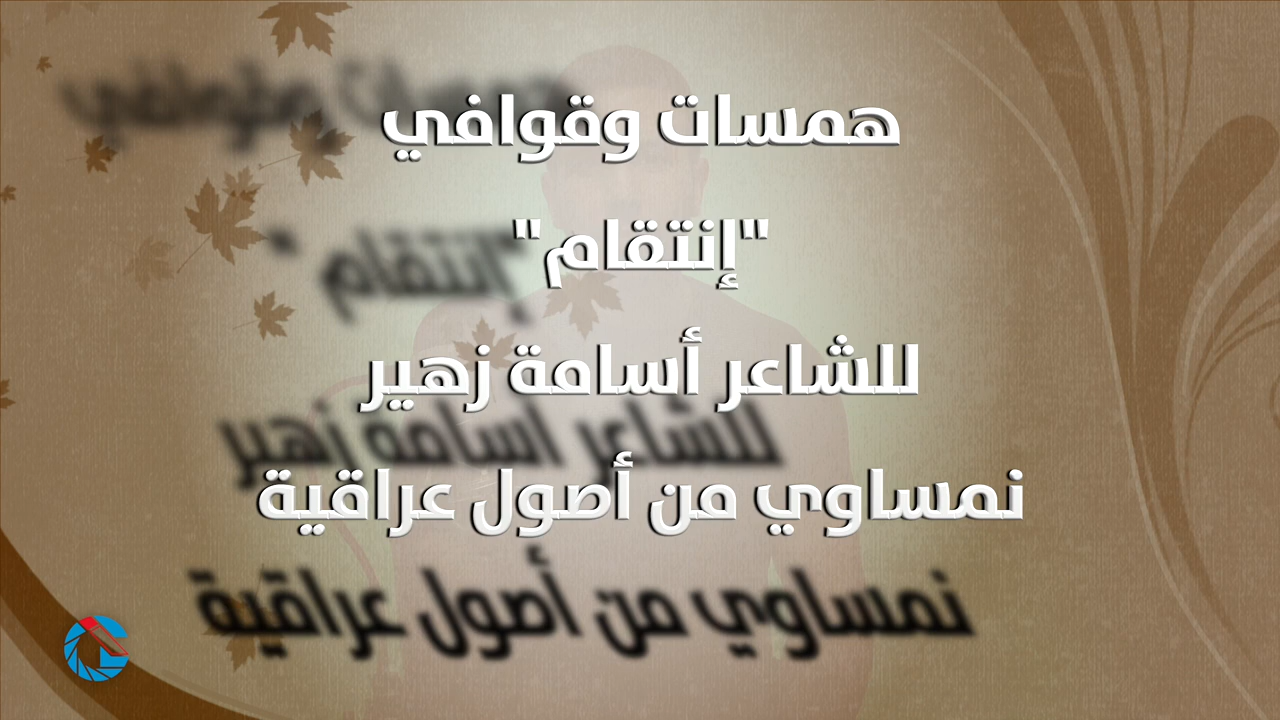 همسات وقوافي
"إنتقام"
للشاعر أسامة زهير
نمساوي من أصول عراقية